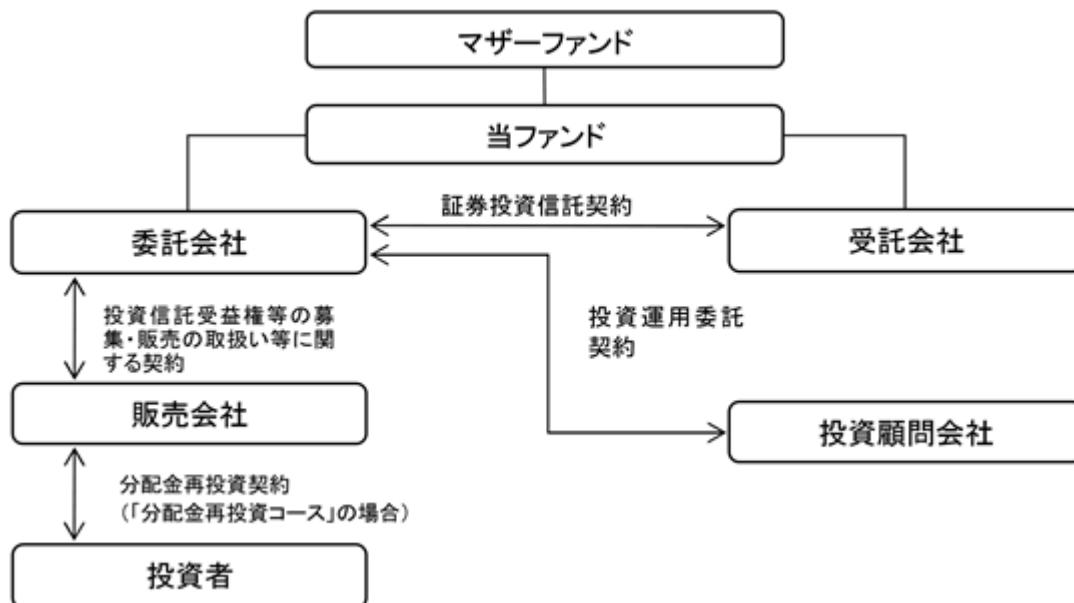 マザーファンド
当ファンド
証券投資信託契約
委託会社
受託会社
投資信託受益権等の募
集・販売の取扱い等に関
する契約
投資運用委託
契約
販売会社
投資顧問会社
分配金再投資契約
（「分配金再投資コース」の場合）
投資者